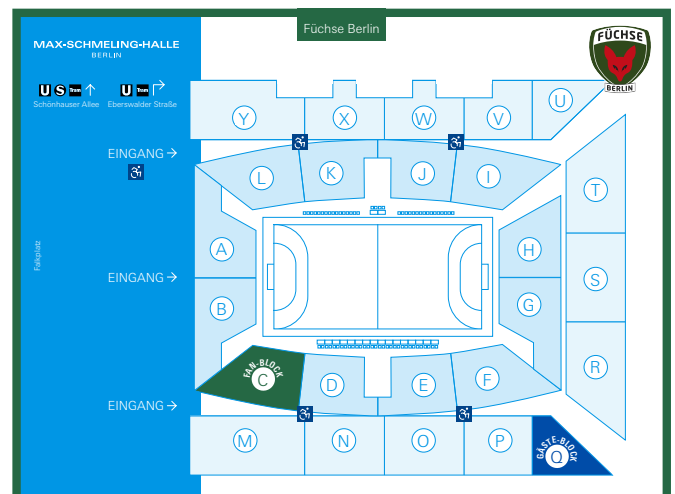 Füchse Berlin
MAX-SCHMELING-HALLE
BERLIN
FÜCHSE
BERLIN
U S Tram
U Tram
Schönhauser Allee
Eberswalder Straße
EINGANG
EINGANG
EINGANG
Falkplatz
Y
X
W
V
U
L
K
J
I
T
A
H
S
B
G
R
FAN-BLOCK
C
D
E
F
M
N
O
P
GÄSTE-BLOCK
Q